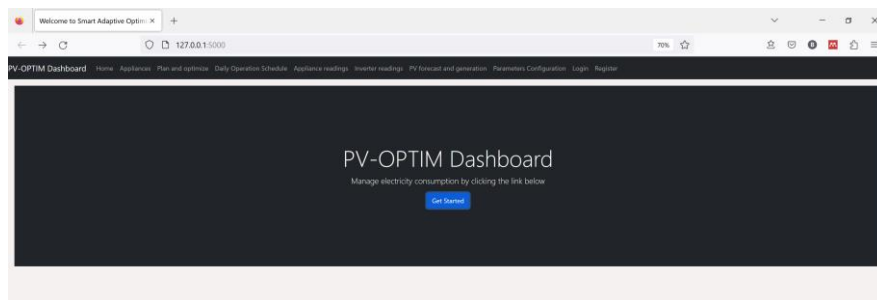 Welcome to Smart Adaptive Optim
127.0.0.1:5000
70%
PV-OPTIM Dashboard Home Appliances Plan and optimize Daily Operation Schedule Appliance readings Inverter readings PV forecast and generation Parameters Configuration Login Register
PV-OPTIM Dashboard
Manage electricity consumption by clicking the link below
Get Started